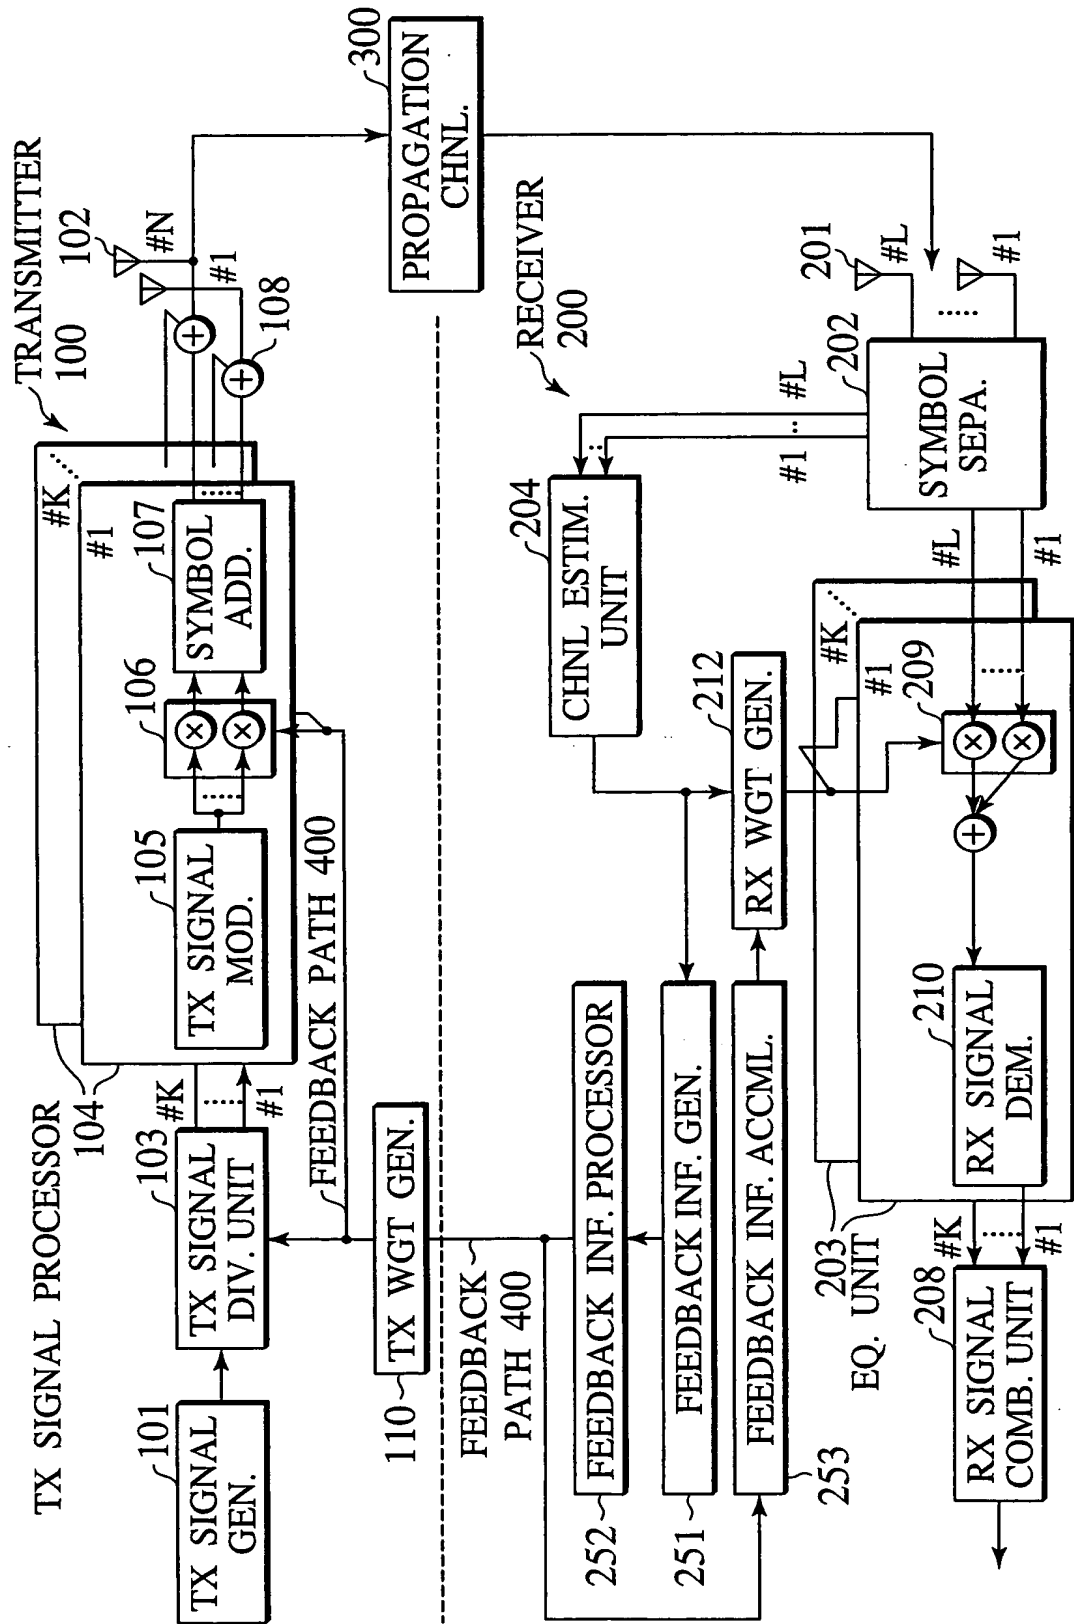 TRANSMITTER
100
TX SIGNAL PROCESSOR
104
#K
#1
101
TX SIGNAL
GEN.
103
TX SIGNAL
DIV. UNIT
#K
#1
105
TX SIGNAL
MOD.
106
107
SYMBOL
ADD.
102
#N
#1
108
FEEDBACK PATH 400
110
TX WGT GEN.
300
PROPAGATION
CHNL.
FEEDBACK
PATH 400
RECEIVER
200
252
FEEDBACK INF. PROCESSOR
251
FEEDBACK INF. GEN.
253
FEEDBACK INF. ACCML.
204
CHNL ESTIM.
UNIT
#L
#1
212
RX WGT GEN.
201
#L
#1
202
SYMBOL
SEPA.
#L
#1
203
EQ. UNIT
#K
#1
209
210
RX SIGNAL
DEM.
#K
#1
208
RX SIGNAL
COMB. UNIT